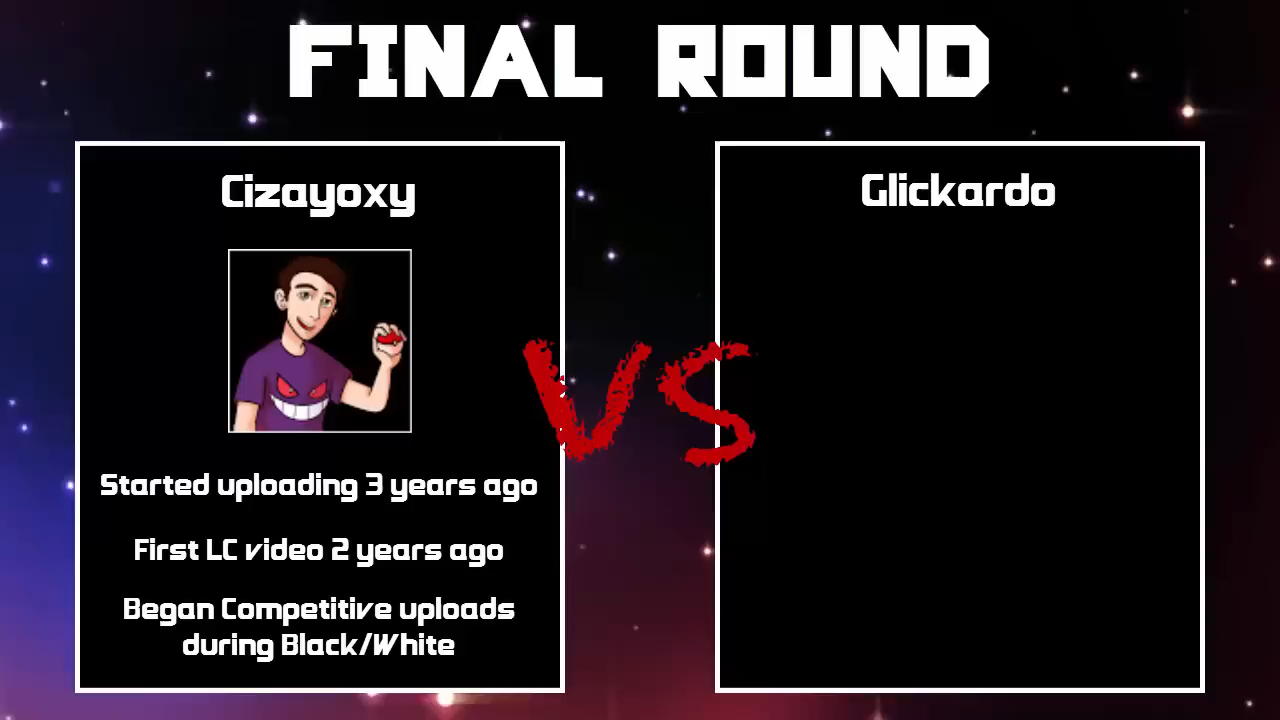 FINAL ROUND
Cizayoxy
Started uploading 3 years ago
First LC video 2 years ago
Began Competitive uploads
during Black/White
VS
Glickardo